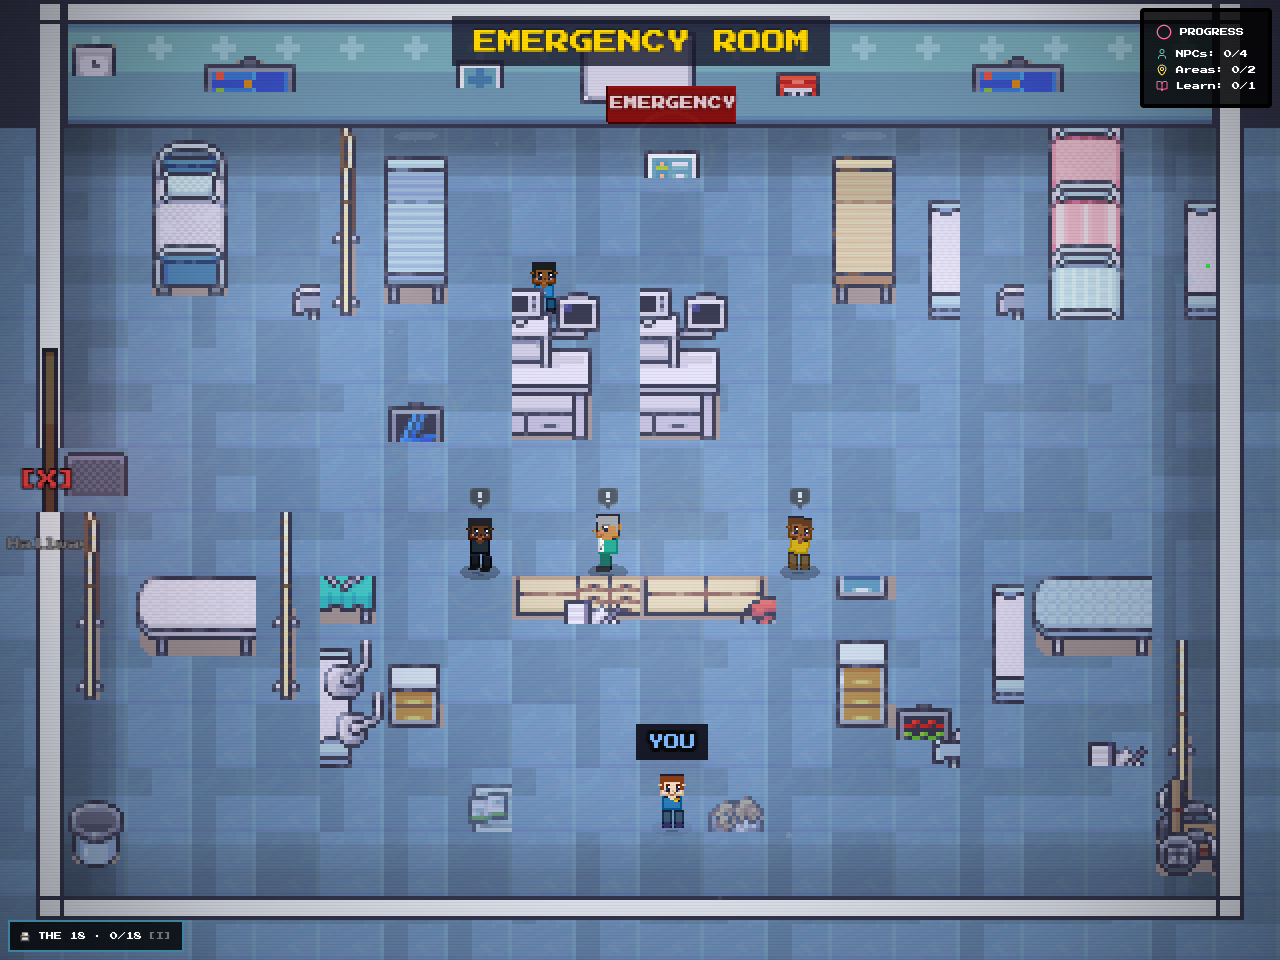 EMERGENCY ROOM
PROGRESS
NPCs: 0/4
Areas: 0/2
Learn: 0/1
EMERGENCY
[X]
! ! !
YOU
THE 18 · 0/18 [I]